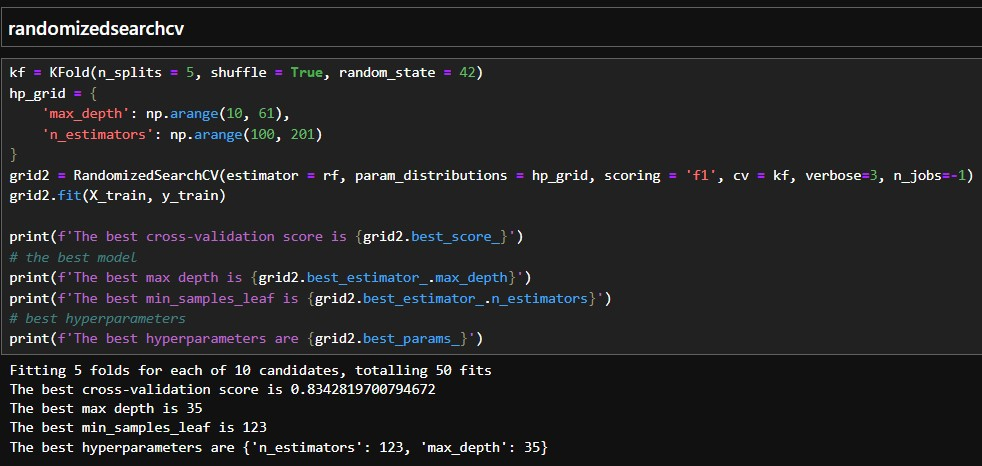 randomizedsearchcv
kf = KFold(n_splits = 5, shuffle = True, random_state = 42)
hp_grid = {
    'max_depth': np.arange(10, 61),
    'n_estimators': np.arange(100, 201)
}
grid2 = RandomizedSearchCV(estimator = rf, param_distributions = hp_grid, scoring = 'f1', cv = kf, verbose=3, n_jobs=-1)
grid2.fit(X_train, y_train)

print(f'The best cross-validation score is {grid2.best_score_}')
# the best model
print(f'The best max depth is {grid2.best_estimator_.max_depth}')
print(f'The best min_samples_leaf is {grid2.best_estimator_.n_estimators}')
# best hyperparameters
print(f'The best hyperparameters are {grid2.best_params_}')
Fitting 5 folds for each of 10 candidates, totalling 50 fits
The best cross-validation score is 0.8342819700794672
The best max depth is 35
The best min_samples_leaf is 123
The best hyperparameters are {'n_estimators': 123, 'max_depth': 35}